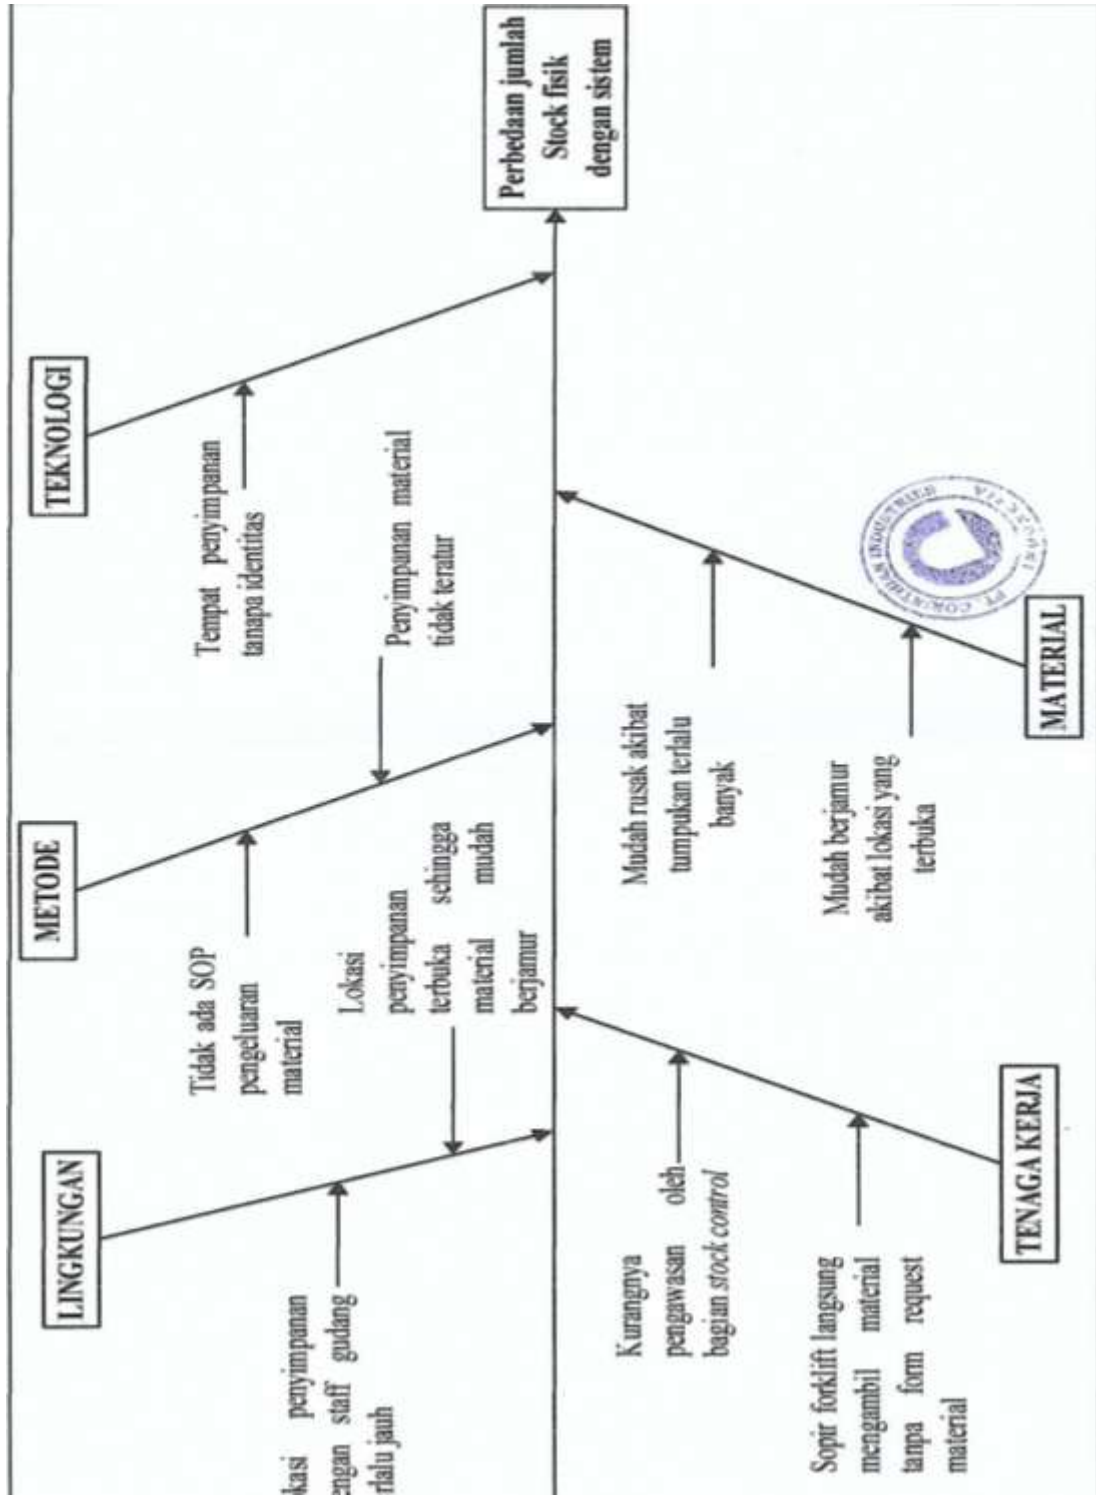 LINGKUNGAN
METODE
TEKNOLOGI
penyimpanan
staff gudang
jauh
Lokasi
penyimpanan
terbuka sehingga
material mudah
berjamur
Tidak ada SOP
pengeluaran
material
Penyimpanan material
tidak teratur
Tempat penyimpanan
tanapa identitas
Perbedaan jumlah
Stock fisik
dengan sistem
Kurangnya
pengawasan oleh
bagian stock control
Sopir forklift langsung
mengambil material
tanpa form request
material
Mudah rusak akibat
tumpukan terlalu
banyak
Mudah berjamur
akibat lokasi yang
terbuka
TENAGA KERJA
MATERIAL
PT CORINTHIAN INDUSTRIES